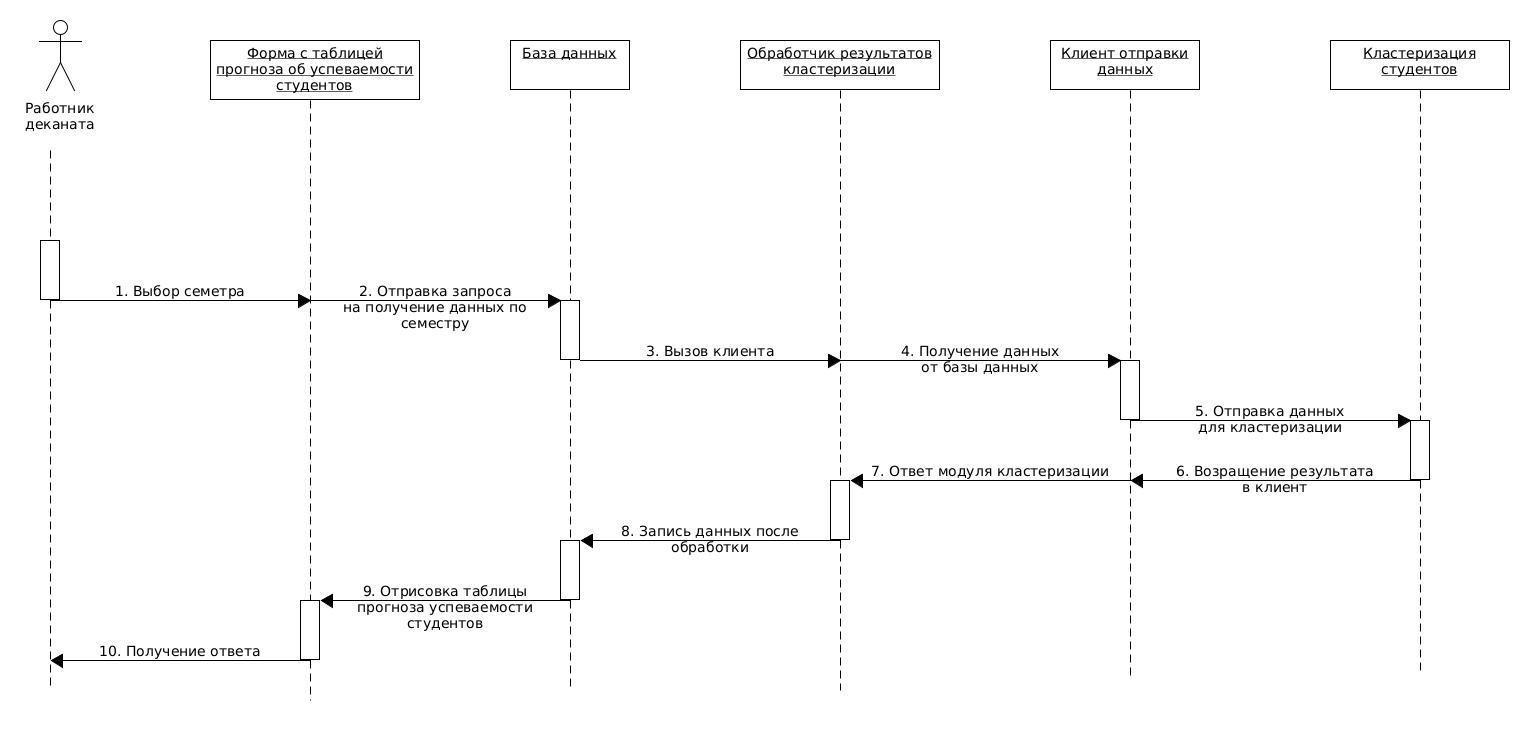 Работник
деканата
Форма с таблицей
прогноза об успеваемости
студентов
База данных
Обработчик результатов
кластеризации
Клиент отправки
данных
Кластеризация
студентов
1. Выбор семетра
2. Отправка запроса
на получение данных по
семестру
3. Вызов клиента
4. Получение данных
от базы данных
5. Отправка данных
для кластеризации
6. Возращение результата
в клиент
7. Ответ модуля кластеризации
8. Запись данных после
обработки
9. Отрисовка таблицы
прогноза успеваемости
студентов
10. Получение ответа